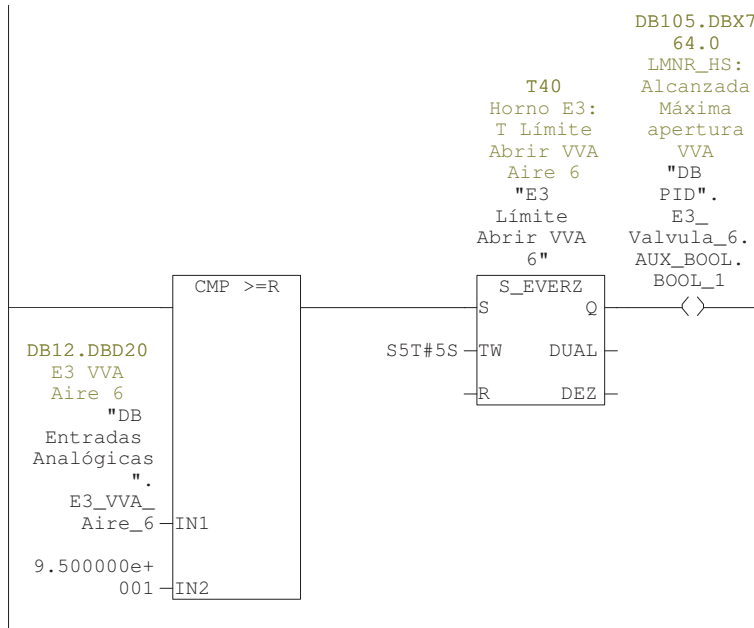 DB105.DBX7
64.0
LMNR_HS:
Alcanzada
Máxima
apertura
VVA
"DB
PID".
E3_
Valvula_6.
AUX_BOOL.
BOOL_1
T40
Horno E3:
T Límite
Abrir VVA
Aire 6
"E3
Límite
Abrir VVA
6"
CMP >=R
S_EVERZ
S
Q
S5T#5S
TW
DUAL
R
DEZ
DB12.DBD20
E3 VVA
Aire 6
"DB
Entradas
Analógicas
".
E3_VVA_
Aire_6
IN1
9.500000e+
001
IN2